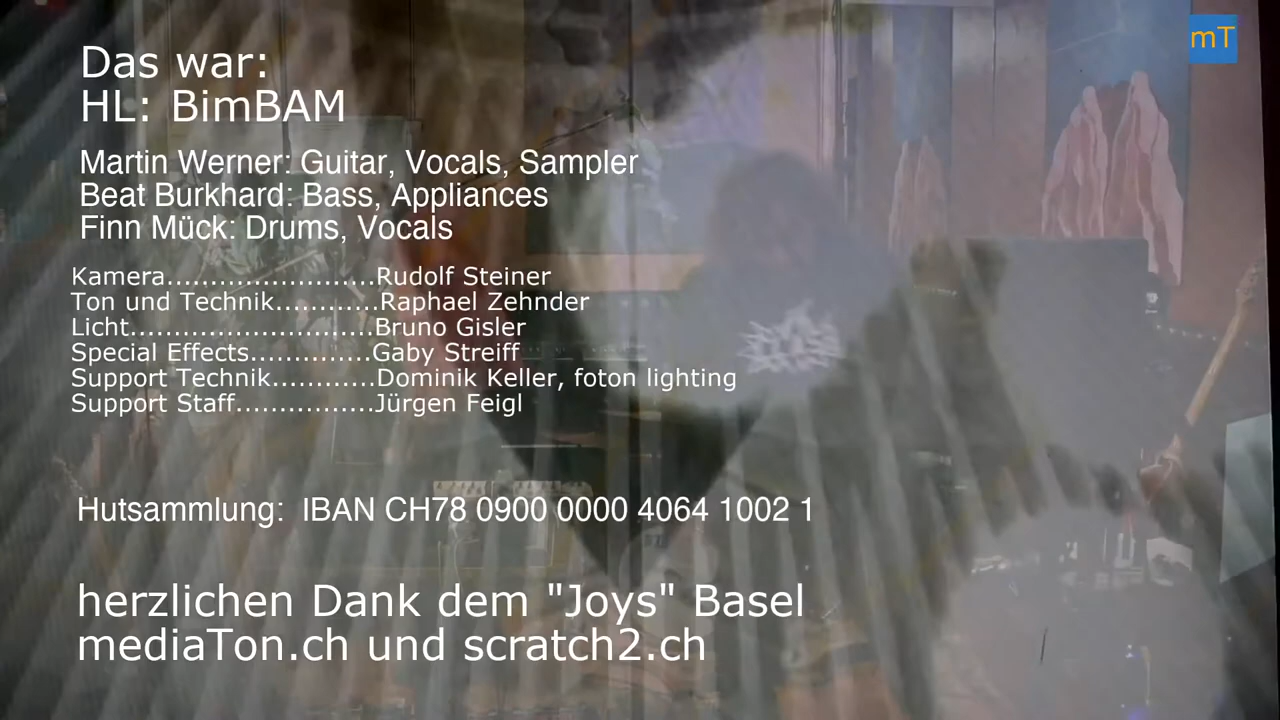 mT
Das war:
HL: BimBAM
Martin Werner: Guitar, Vocals, Sampler
Beat Burkhard: Bass, Appliances
Finn Mück: Drums, Vocals
Kamera........................Rudolf Steiner
Ton und Technik............Raphael Zehnder
Licht............................Bruno Gisler
Special Effects..............Gaby Streiff
Support Technik............Dominik Keller, foton lighting
Support Staff................Jürgen Feigl
Hutsammlung: IBAN CH78 0900 0000 4064 1002 1
herzlichen Dank dem "Joys" Basel
mediaTon.ch und scratch2.ch